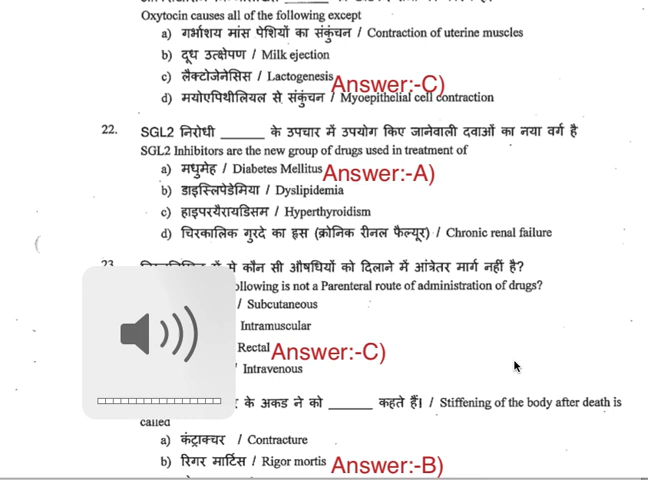 Oxytocin causes all of the following except
a) गर्भाशय मांस पेशियों का संकुंचन / Contraction of uterine muscles
b) दूध उत्क्षेपण / Milk ejection
c) लैक्टोजेनेसिस / Lactogenesis Answer:-C)
d) मयोएपिथीलियल से संकुंचन / Myoepithelial cell contraction
22. SGL2 निरोधी ______ के उपचार में उपयोग किए जानेवाली दवाओं का नया वर्ग है
SGL2 Inhibitors are the new group of drugs used in treatment of
a) मधुमेह / Diabetes Mellitus Answer:-A)
b) डाइस्लिपेडेमिया / Dyslipidemia
c) हाइपरयैरायडिसम / Hyperthyroidism
d) चिरकालिक गुरदे का ह्रास (क्रोनिक रीनल फैल्यूर) / Chronic renal failure
23. में से कौन सी औषधियों को दिलाने में आंत्रेतर मार्ग नहीं है?
ollowing is not a Parenteral route of administration of drugs?
/ Subcutaneous
Intramuscular
Rectal Answer:-C)
Intravenous
के अकड ने को ______ कहते हैं। / Stiffening of the body after death is
called
a) कंट्राक्चर / Contracture
b) रिगर मार्टिस / Rigor mortis Answer:-B)